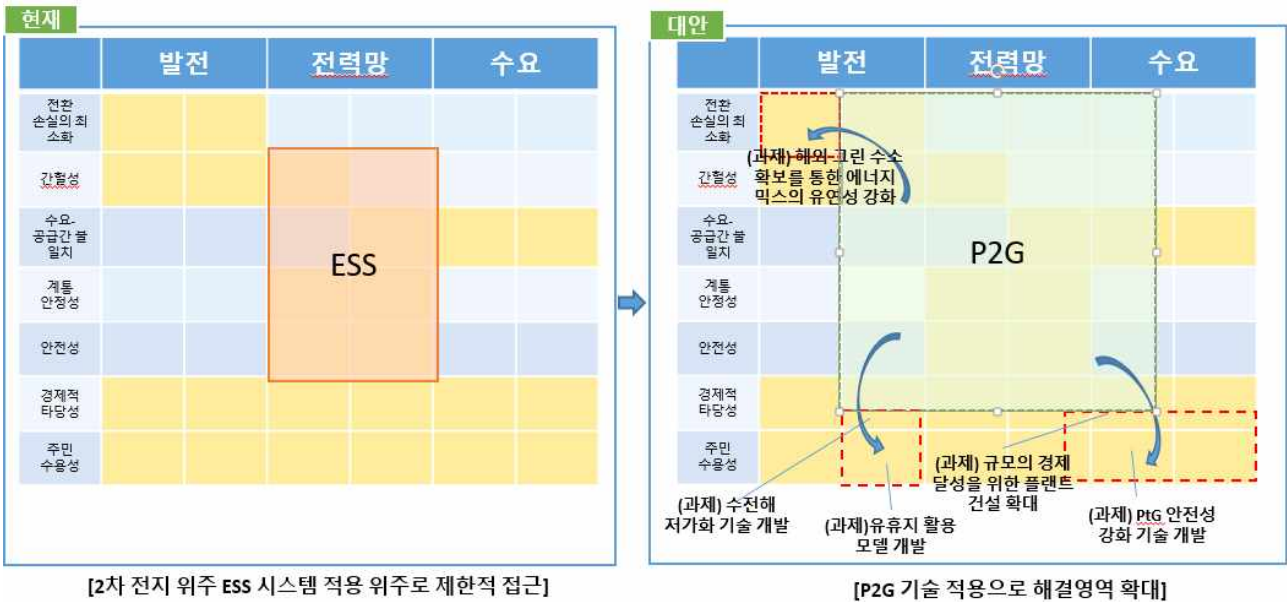 현재
발전 전력망 수요
전환
손실의 최
소화
간헐성
수요-
공급간 불
일치
계통
안정성
안전성
경제적
타당성
주민
수용성
ESS
[2차 전지 위주 ESS 시스템 적용 위주로 제한적 접근]
대안
발전 전력망 수요
전환
손실의 최
소화
간헐성
수요-
공급간 불
일치
계통
안정성
안전성
경제적
타당성
주민
수용성
(과제) 해외 그린 수소
확보를 통한 에너지
믹스의 유연성 강화
P2G
(과제) 수전해
저가화 기술 개발
(과제)유휴지 활용
모델 개발
(과제) 규모의 경제
달성을 위한 플랜트
건설 확대
(과제) PtG 안전성
강화 기술 개발
[P2G 기술 적용으로 해결영역 확대]